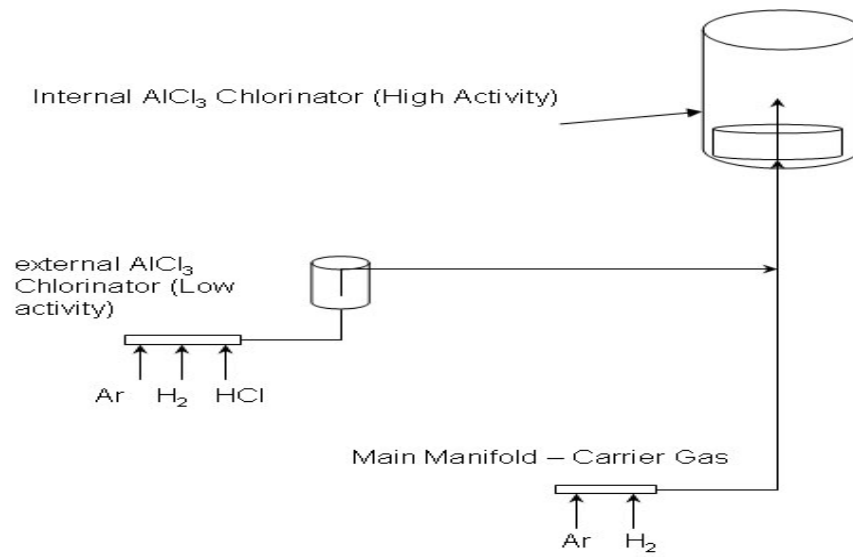 Internal AlCl₃ Chlorinator (High Activity)
external AlCl₃
Chlorinator (Low
activity)
Ar H₂ HCl
Main Manifold – Carrier Gas
Ar H₂